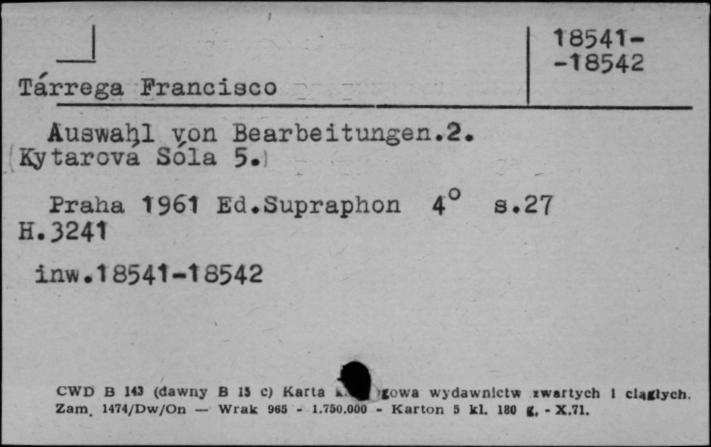 18541-
-18542
Tárrega Francisco
Auswahl von Bearbeitungen.2.
(Kytarová Sóla 5.)
Praha 1961 Ed.Supraphon 4° s.27
H.3241
inw.18541-18542
CWD B 143 (dawny B 15 c) Karta wydawnictw zwartych i ciągłych.
Zam. 1474/Dw/On — Wrak 965 - 1.750.000 - Karton 5 kl. 180 g. - X.71.